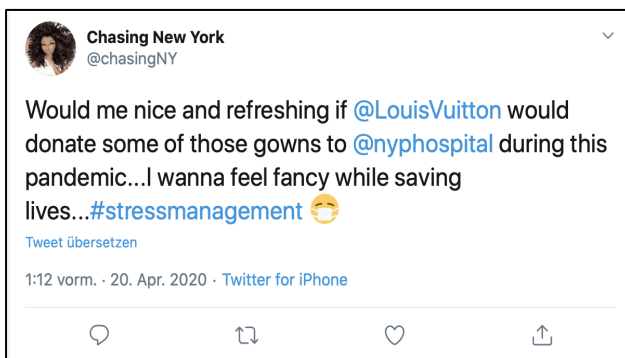 Chasing New York
@chasingNY
Would me nice and refreshing if @LouisVuitton would
donate some of those gowns to @nyphospital during this
pandemic...I wanna feel fancy while saving
lives...#stressmanagement 😷
Tweet übersetzen
1:12 vorm. · 20. Apr. 2020 · Twitter for iPhone